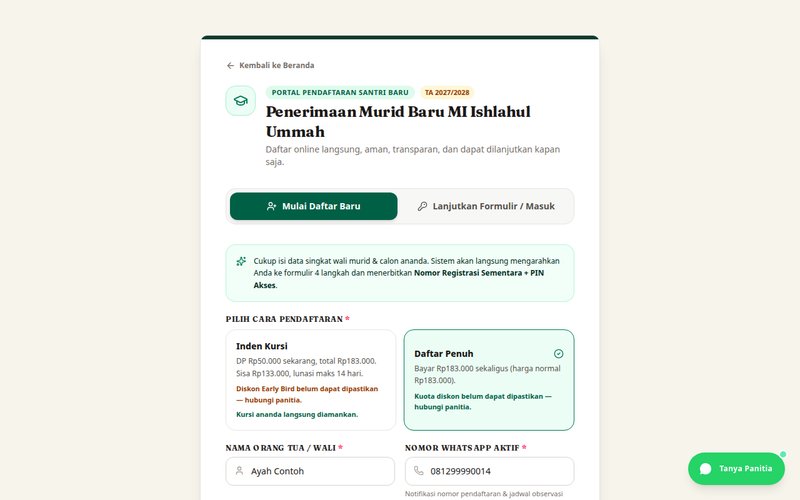 Kembali ke Beranda
PORTAL PENDAFTARAN SANTRI BARU
TA 2027/2028
Penerimaan Murid Baru MI Ishlahul
Ummah
Daftar online langsung, aman, transparan, dan dapat dilanjutkan kapan
saja.
Mulai Daftar Baru
Lanjutkan Formulir / Masuk
Cukup isi data singkat wali murid & calon ananda. Sistem akan langsung mengarahkan
Anda ke formulir 4 langkah dan menerbitkan Nomor Registrasi Sementara + PIN
Akses.
PILIH CARA PENDAFTARAN *
Inden Kursi
DP Rp50.000 sekarang, total Rp183.000.
Sisa Rp133.000, lunasi maks 14 hari.
Diskon Early Bird belum dapat dipastikan
— hubungi panitia.
Kursi ananda langsung diamankan.
Daftar Penuh
Bayar Rp183.000 sekaligus (harga normal
Rp183.000).
Kuota diskon belum dapat dipastikan —
hubungi panitia.
NAMA ORANG TUA / WALI *
Ayah Contoh
NOMOR WHATSAPP AKTIF *
081299990014
Notifikasi nomor pendaftaran & jadwal observasi
Tanya Panitia